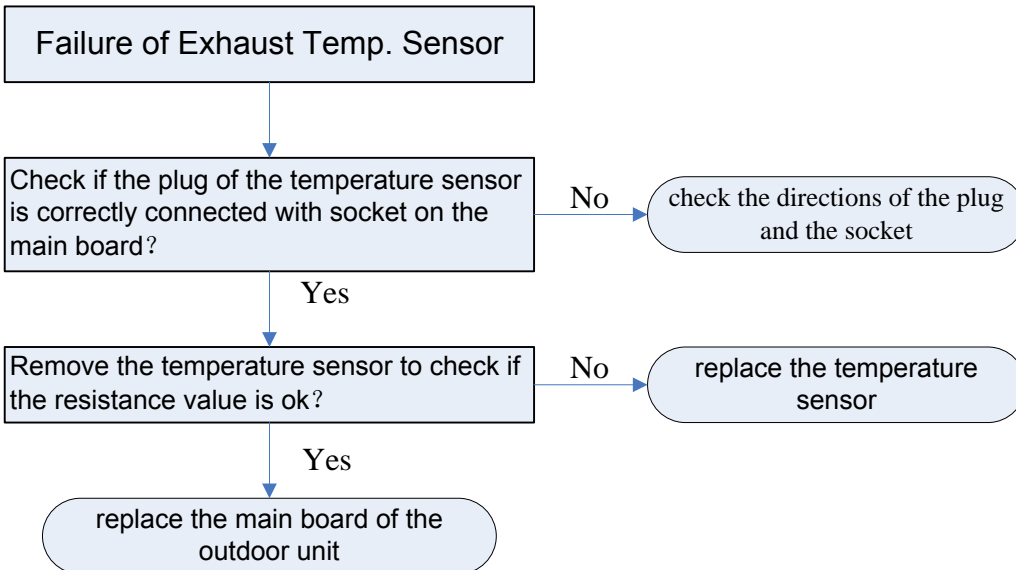 Failure of Exhaust Temp. Sensor
Check if the plug of the temperature sensor
is correctly connected with socket on the
main board？
No
check the directions of the plug
and the socket
Yes
Remove the temperature sensor to check if
the resistance value is ok？
No
replace the temperature
sensor
Yes
replace the main board of the
outdoor unit